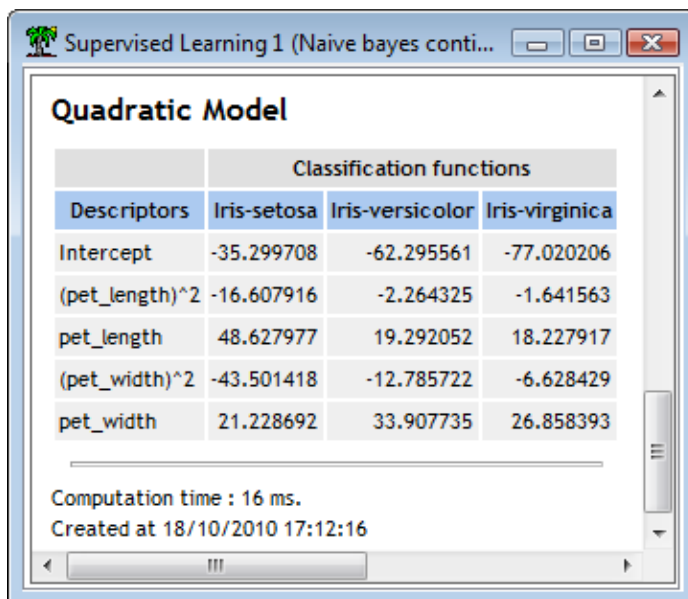 Supervised Learning 1 (Naive bayes conti...
Quadratic Model
Classification functions
Descriptors Iris-setosa Iris-versicolor Iris-virginica
Intercept -35.299708 -62.295561 -77.020206
(pet_length)^2 -16.607916 -2.264325 -1.641563
pet_length 48.627977 19.292052 18.227917
(pet_width)^2 -43.501418 -12.785722 -6.628429
pet_width 21.228692 33.907735 26.858393
Computation time : 16 ms.
Created at 18/10/2010 17:12:16